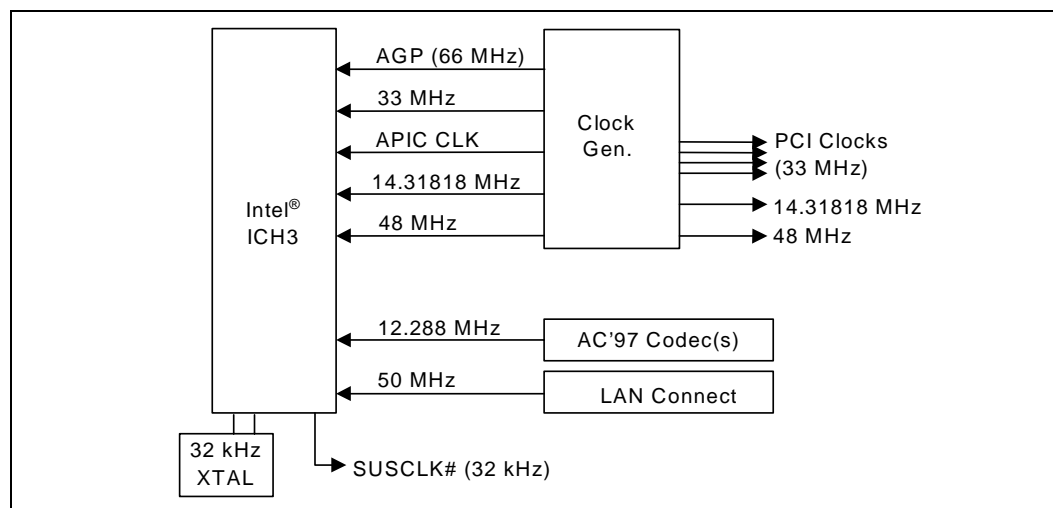 AGP (66 MHz)
33 MHz
APIC CLK
14.31818 MHz
48 MHz
Intel®
ICH3
Clock
Gen.
PCI Clocks
(33 MHz)
14.31818 MHz
48 MHz
12.288 MHz
AC'97 Codec(s)
50 MHz
LAN Connect
32 kHz
XTAL
SUSCLK# (32 kHz)